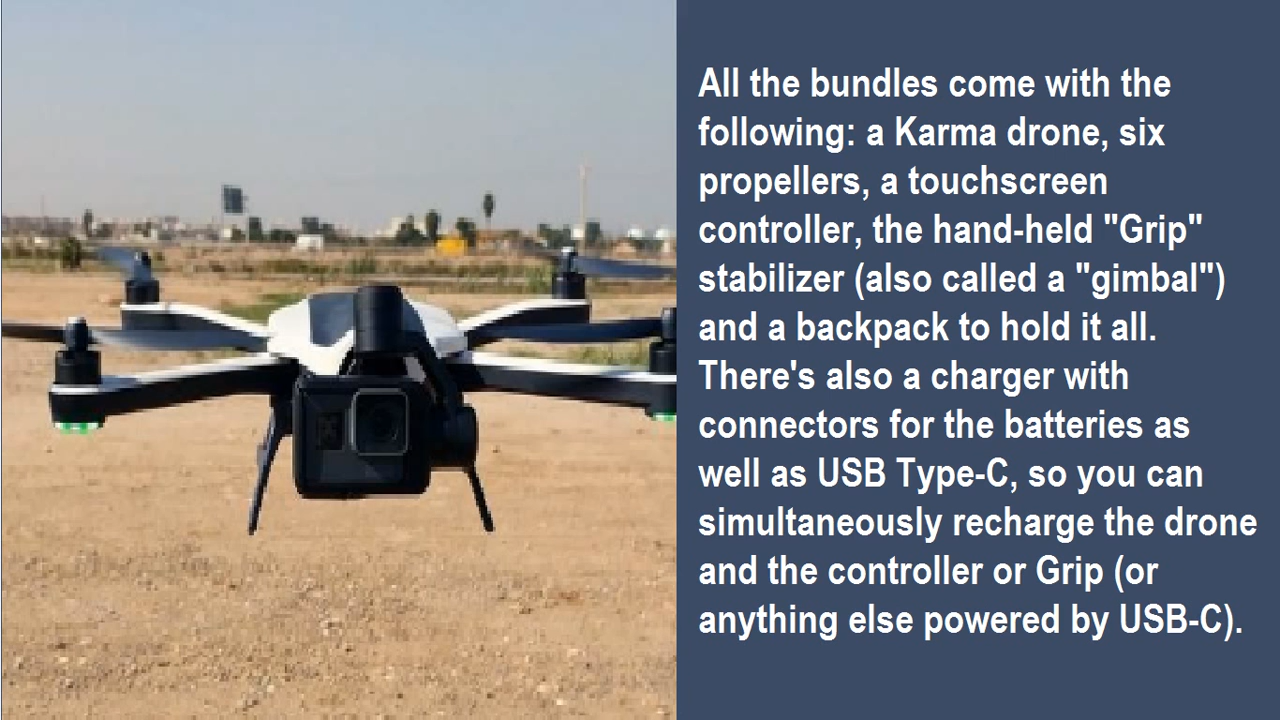 All the bundles come with the
following: a Karma drone, six
propellers, a touchscreen
controller, the hand-held "Grip"
stabilizer (also called a "gimbal")
and a backpack to hold it all.
There's also a charger with
connectors for the batteries as
well as USB Type-C, so you can
simultaneously recharge the drone
and the controller or Grip (or
anything else powered by USB-C).